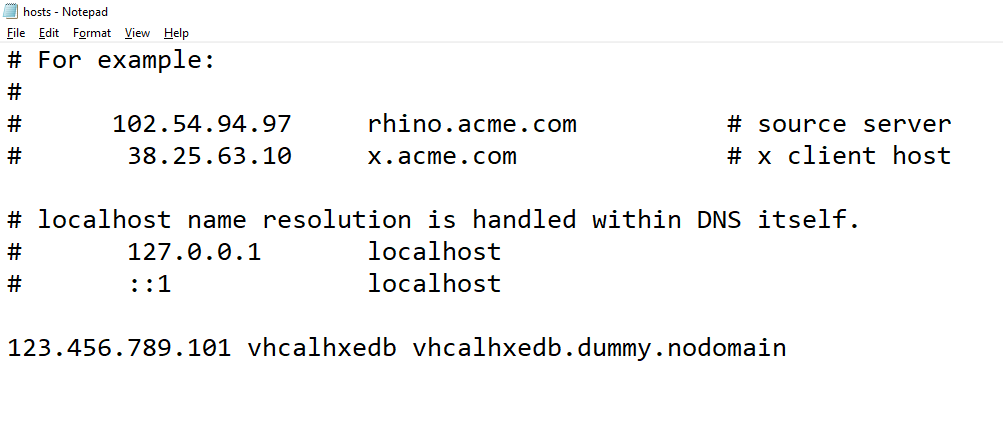 hosts - Notepad
File Edit Format View Help
# For example:
#
#      102.54.94.97     rhino.acme.com          # source server
#       38.25.63.10     x.acme.com              # x client host
# localhost name resolution is handled within DNS itself.
#       127.0.0.1       localhost
#       ::1             localhost
123.456.789.101 vhcalhxedb vhcalhxedb.dummy.nodomain